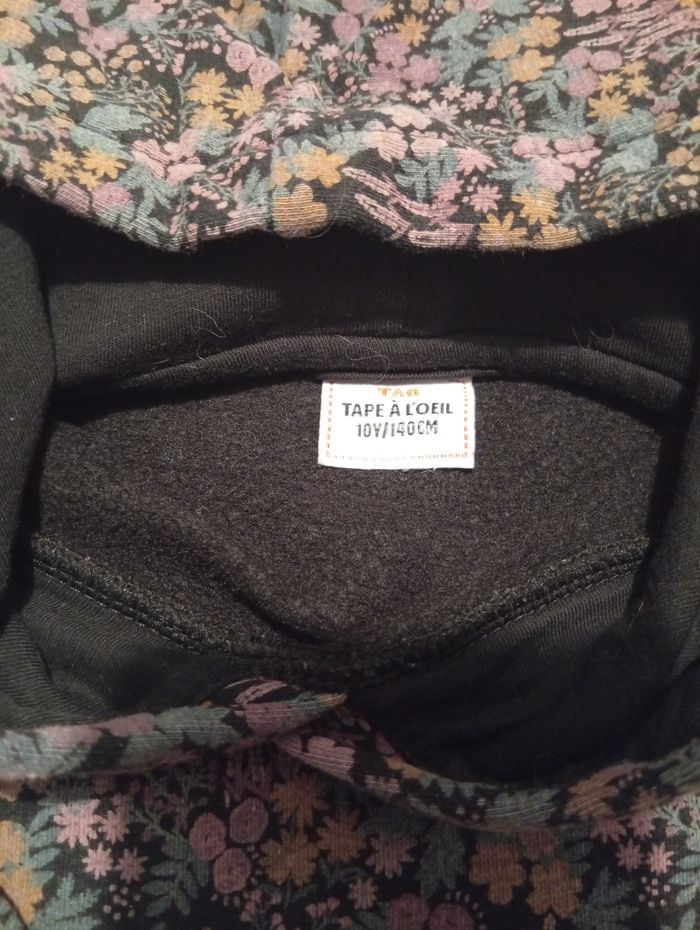 TAO
TAPE À L'OEIL
10Y/140CM